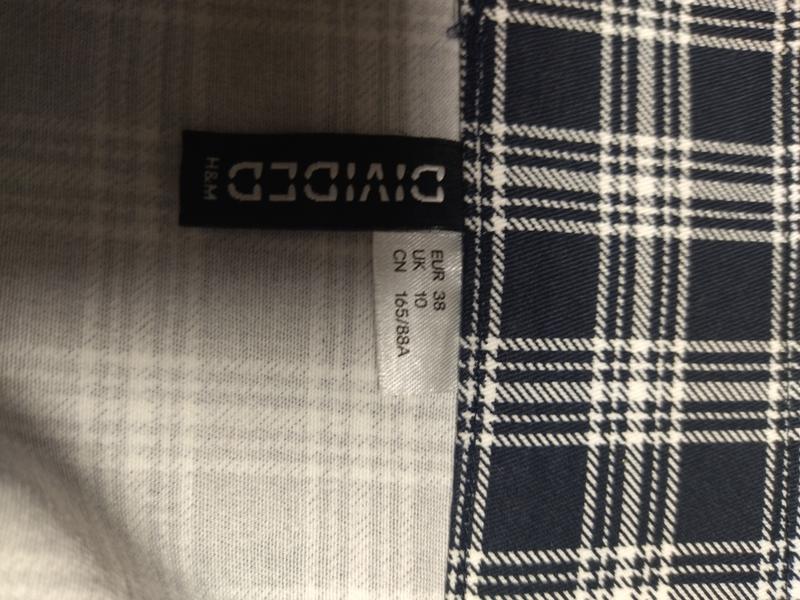 DIVIDED
H&M
EUR 38
UK 10
CN 165/88A